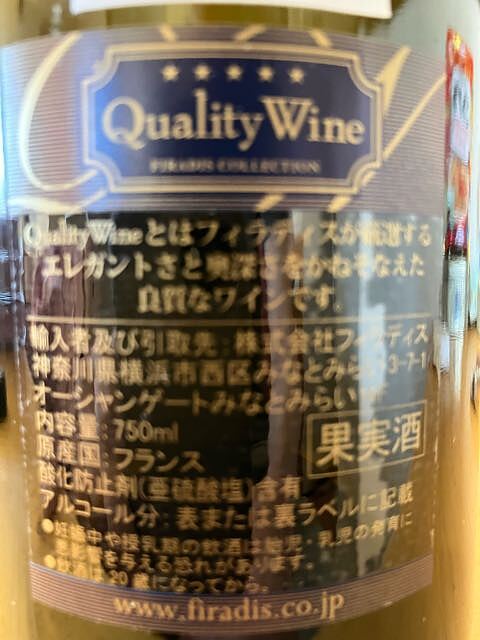 ★★★★★
Quality Wine
FIRADIS COLLECTION
Quality Wineとはフィラディスが厳選する
エレガントさと奥深さをかねそなえた
良質なワインです。
輸入者及び引取先:株式会社フィラディス
神奈川県横浜市西区みなとみらい3-7-1
オーシャンゲートみなとみらい
内容量:750ml
果実酒
原産国:フランス
酸化防止剤(亜硫酸塩)含有
アルコール分:表または裏ラベルに記載
●妊娠中や授乳期の飲酒は胎児・乳児の発育に
悪影響を与える恐れがあります。
●飲酒は20歳になってから。
www.firadis.co.jp